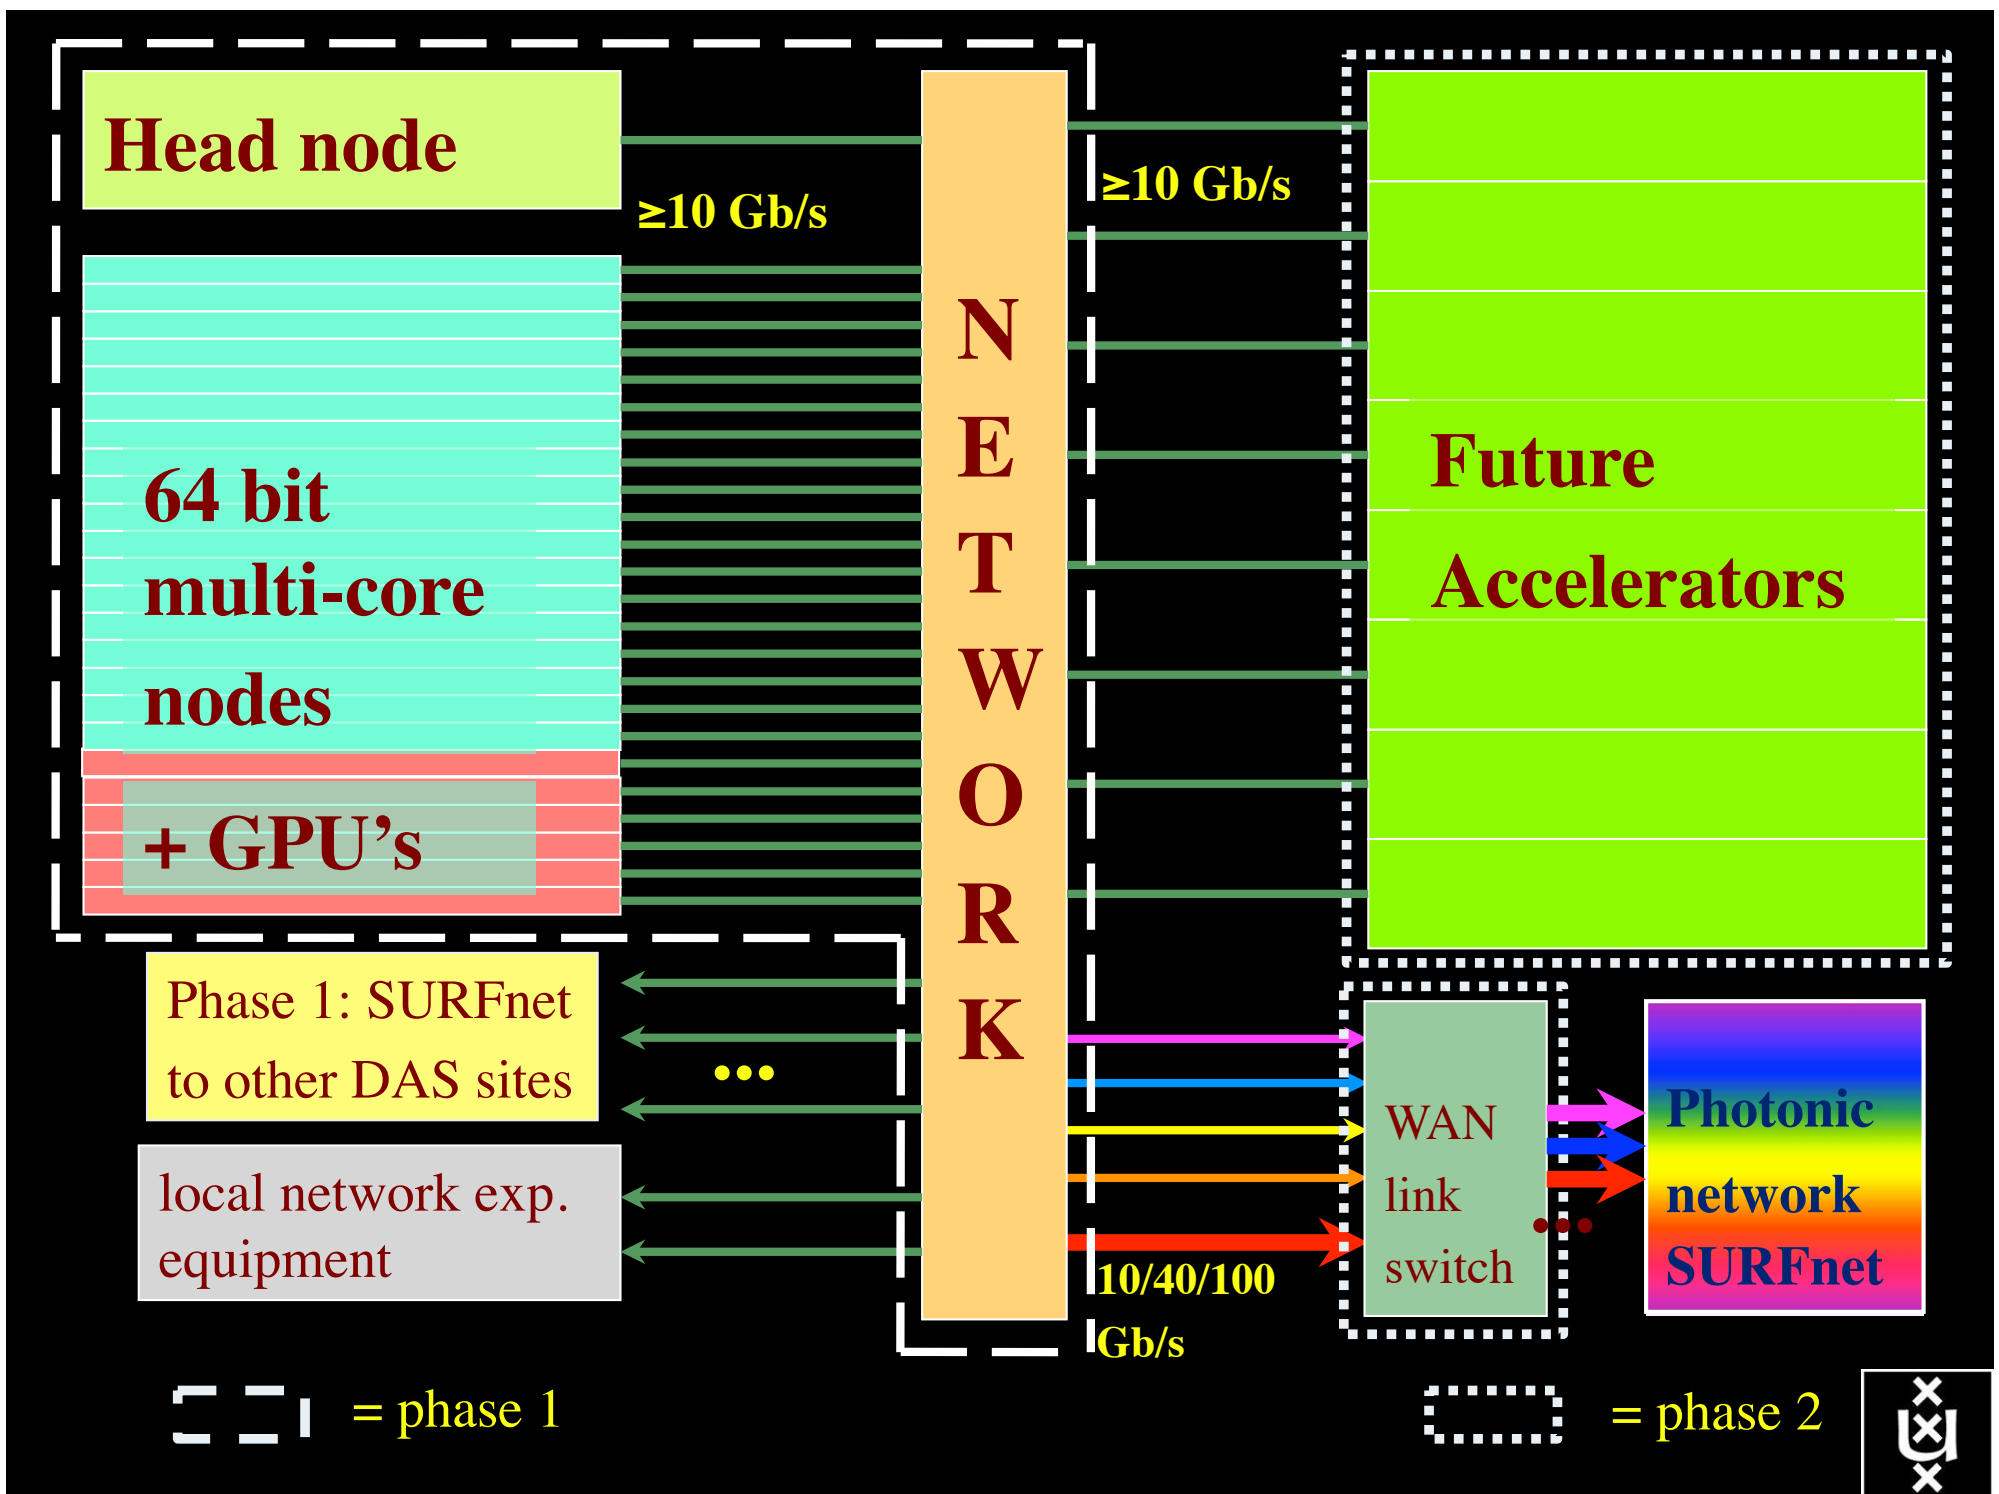 Head node
≥10 Gb/s
≥10 Gb/s
64 bit
multi-core
nodes
+ GPU's
N
E
T
W
O
R
K
Future
Accelerators
Phase 1: SURFnet
to other DAS sites
•••
local network exp.
equipment
10/40/100
Gb/s
WAN
link
switch
•••
Photonic
network
SURFnet
= phase 1
= phase 2
u